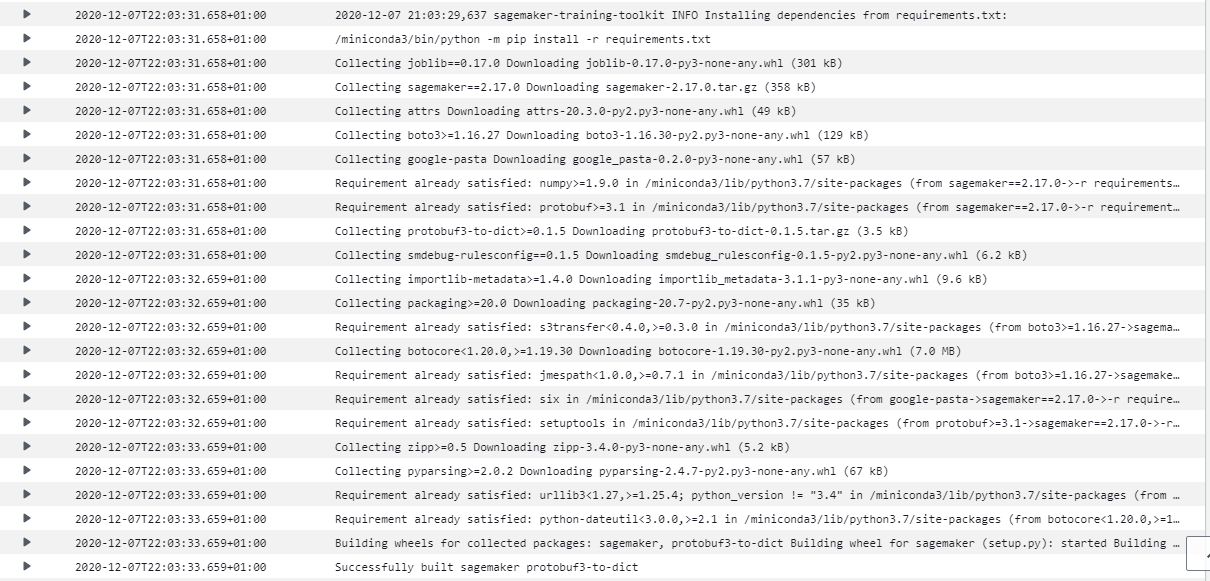 2020-12-07T22:03:31.658+01:00 2020-12-07 21:03:29,637 sagemaker-training-toolkit INFO Installing dependencies from requirements.txt:
2020-12-07T22:03:31.658+01:00 /miniconda3/bin/python -m pip install -r requirements.txt
2020-12-07T22:03:31.658+01:00 Collecting joblib==0.17.0 Downloading joblib-0.17.0-py3-none-any.whl (301 kB)
2020-12-07T22:03:31.658+01:00 Collecting sagemaker==2.17.0 Downloading sagemaker-2.17.0.tar.gz (358 kB)
2020-12-07T22:03:31.658+01:00 Collecting attrs Downloading attrs-20.3.0-py2.py3-none-any.whl (49 kB)
2020-12-07T22:03:31.658+01:00 Collecting boto3>=1.16.27 Downloading boto3-1.16.30-py2.py3-none-any.whl (129 kB)
2020-12-07T22:03:31.658+01:00 Collecting google-pasta Downloading google_pasta-0.2.0-py3-none-any.whl (57 kB)
2020-12-07T22:03:31.658+01:00 Requirement already satisfied: numpy>=1.9.0 in /miniconda3/lib/python3.7/site-packages (from sagemaker==2.17.0->-r requirements…
2020-12-07T22:03:31.658+01:00 Requirement already satisfied: protobuf>=3.1 in /miniconda3/lib/python3.7/site-packages (from sagemaker==2.17.0->-r requirement…
2020-12-07T22:03:31.658+01:00 Collecting protobuf3-to-dict>=0.1.5 Downloading protobuf3-to-dict-0.1.5.tar.gz (3.5 kB)
2020-12-07T22:03:31.658+01:00 Collecting smdebug-rulesconfig==0.1.5 Downloading smdebug_rulesconfig-0.1.5-py2.py3-none-any.whl (6.2 kB)
2020-12-07T22:03:32.659+01:00 Collecting importlib-metadata>=1.4.0 Downloading importlib_metadata-3.1.1-py3-none-any.whl (9.6 kB)
2020-12-07T22:03:32.659+01:00 Collecting packaging>=20.0 Downloading packaging-20.7-py2.py3-none-any.whl (35 kB)
2020-12-07T22:03:32.659+01:00 Requirement already satisfied: s3transfer<0.4.0,>=0.3.0 in /miniconda3/lib/python3.7/site-packages (from boto3>=1.16.27->sagema…
2020-12-07T22:03:32.659+01:00 Collecting botocore<1.20.0,>=1.19.30 Downloading botocore-1.19.30-py2.py3-none-any.whl (7.0 MB)
2020-12-07T22:03:32.659+01:00 Requirement already satisfied: jmespath<1.0.0,>=0.7.1 in /miniconda3/lib/python3.7/site-packages (from boto3>=1.16.27->sagemake…
2020-12-07T22:03:32.659+01:00 Requirement already satisfied: six in /miniconda3/lib/python3.7/site-packages (from google-pasta->sagemaker==2.17.0->-r require…
2020-12-07T22:03:32.659+01:00 Requirement already satisfied: setuptools in /miniconda3/lib/python3.7/site-packages (from protobuf>=3.1->sagemaker==2.17.0->-r…
2020-12-07T22:03:33.659+01:00 Collecting zipp>=0.5 Downloading zipp-3.4.0-py3-none-any.whl (5.2 kB)
2020-12-07T22:03:33.659+01:00 Collecting pyparsing>=2.0.2 Downloading pyparsing-2.4.7-py2.py3-none-any.whl (67 kB)
2020-12-07T22:03:33.659+01:00 Requirement already satisfied: urllib3<1.27,>=1.25.4; python_version != "3.4" in /miniconda3/lib/python3.7/site-packages (from …
2020-12-07T22:03:33.659+01:00 Requirement already satisfied: python-dateutil<3.0.0,>=2.1 in /miniconda3/lib/python3.7/site-packages (from botocore<1.20.0,>=1…
2020-12-07T22:03:33.659+01:00 Building wheels for collected packages: sagemaker, protobuf3-to-dict Building wheel for sagemaker (setup.py): started Building …
2020-12-07T22:03:33.659+01:00 Successfully built sagemaker protobuf3-to-dict